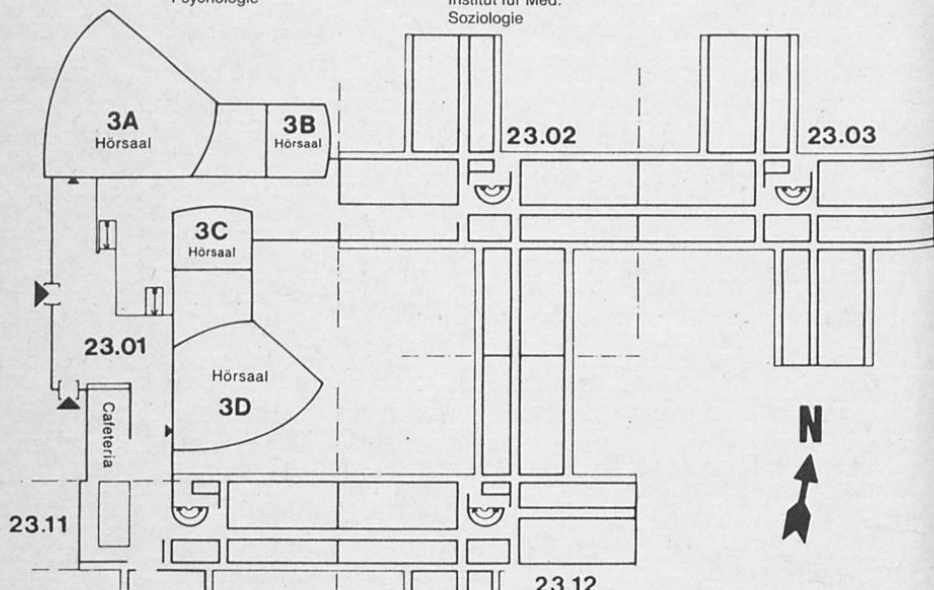 Psychologie
Institut für Med.
Soziologie
3A
Hörsaal
3B
Hörsaal
23.02
23.03
3C
Hörsaal
23.01
Hörsaal
3D
Cafeteria
N
23.11
23.12